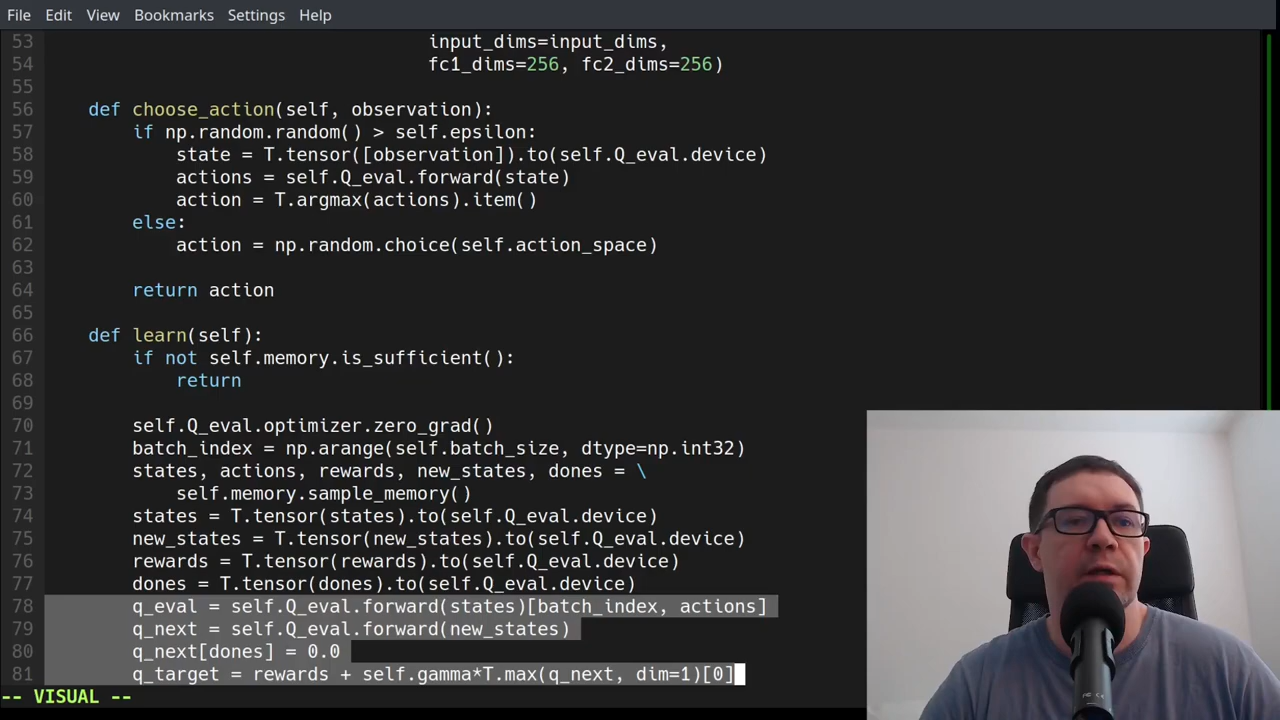 File Edit View Bookmarks Settings Help
53 input_dims=input_dims,
54 fc1_dims=256, fc2_dims=256)
55
56 def choose_action(self, observation):
57 if np.random.random() > self.epsilon:
58 state = T.tensor([observation]).to(self.Q_eval.device)
59 actions = self.Q_eval.forward(state)
60 action = T.argmax(actions).item()
61 else:
62 action = np.random.choice(self.action_space)
63
64 return action
65
66 def learn(self):
67 if not self.memory.is_sufficient():
68 return
69
70 self.Q_eval.optimizer.zero_grad()
71 batch_index = np.arange(self.batch_size, dtype=np.int32)
72 states, actions, rewards, new_states, dones = \
73 self.memory.sample_memory()
74 states = T.tensor(states).to(self.Q_eval.device)
75 new_states = T.tensor(new_states).to(self.Q_eval.device)
76 rewards = T.tensor(rewards).to(self.Q_eval.device)
77 dones = T.tensor(dones).to(self.Q_eval.device)
78 q_eval = self.Q_eval.forward(states)[batch_index, actions]
79 q_next = self.Q_eval.forward(new_states)
80 q_next[dones] = 0.0
81 q_target = rewards + self.gamma*T.max(q_next, dim=1)[0]
-- VISUAL --